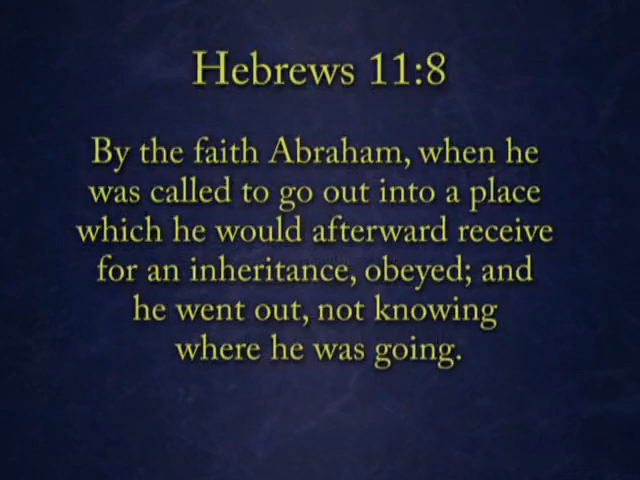 Hebrews 11:8
By the faith Abraham, when he
was called to go out into a place
which he would afterward receive
for an inheritance, obeyed; and
he went out, not knowing
where he was going.